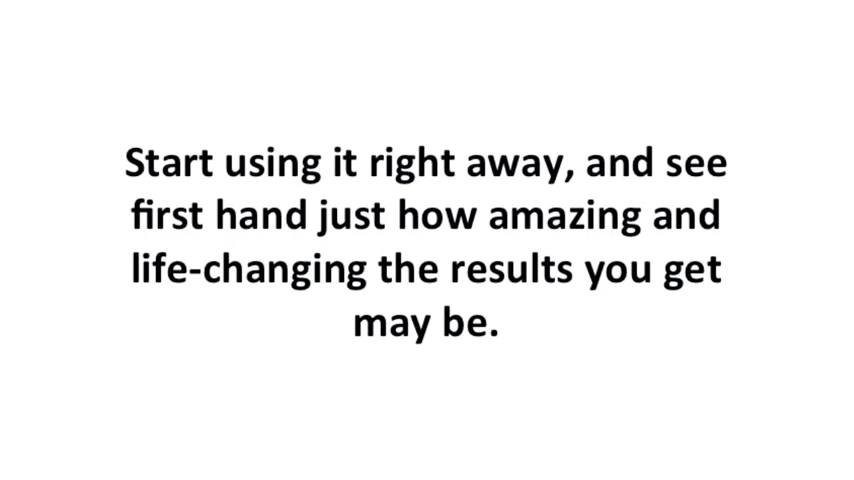 Start using it right away, and see
first hand just how amazing and
life-changing the results you get
may be.